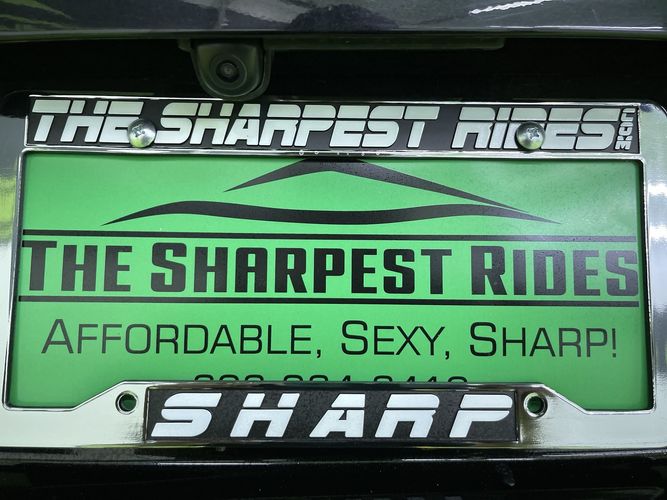 THE SHARPEST RIDES.COM
THE SHARPEST RIDES
AFFORDABLE, SEXY, SHARP!
SHARP